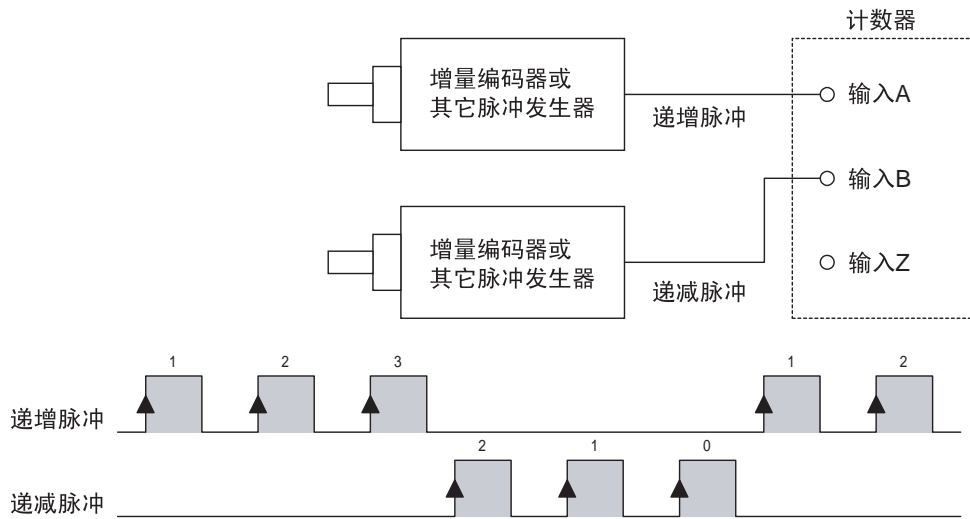 计数器
增量编码器或
其它脉冲发生器
递增脉冲
输入A
输入B
增量编码器或
其它脉冲发生器
递减脉冲
输入Z
1 2 3 1 2
递增脉冲
2 1 0
递减脉冲